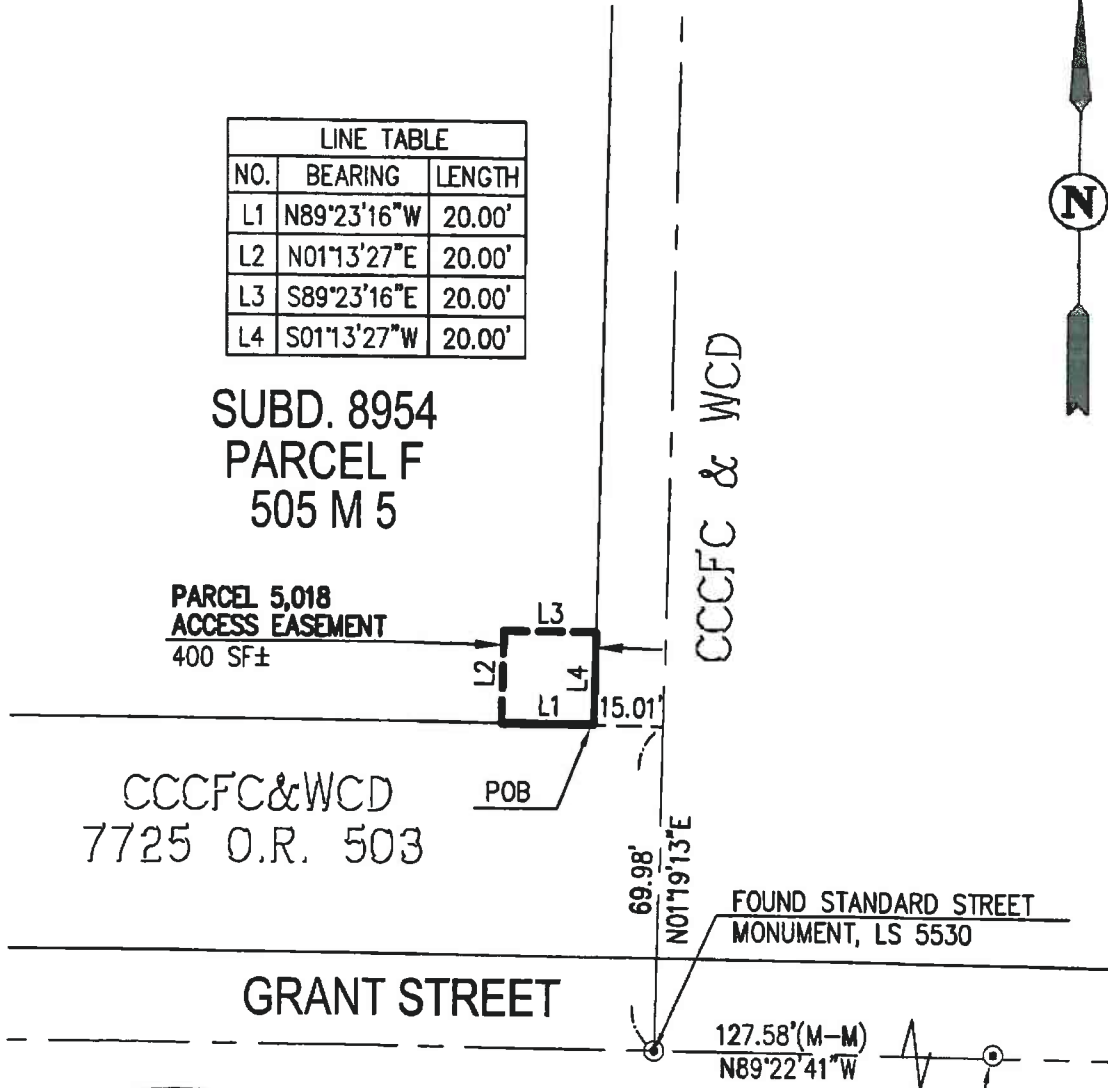 LINE TABLE
NO. BEARING LENGTH
L1 N89°23'16"W 20.00'
L2 N01°13'27"E 20.00'
L3 S89°23'16"E 20.00'
L4 S01°13'27"W 20.00'
N
SUBD. 8954
PARCEL F
505 M 5
CCCFC & WCD
PARCEL 5,018
ACCESS EASEMENT
400 SF±
L3
L2
L4
L1
15.01'
POB
CCCFC&WCD
7725 O.R. 503
69.98'
N01°19'13"E
FOUND STANDARD STREET
MONUMENT, LS 5530
GRANT STREET
127.58'(M-M)
N89°22'41"W